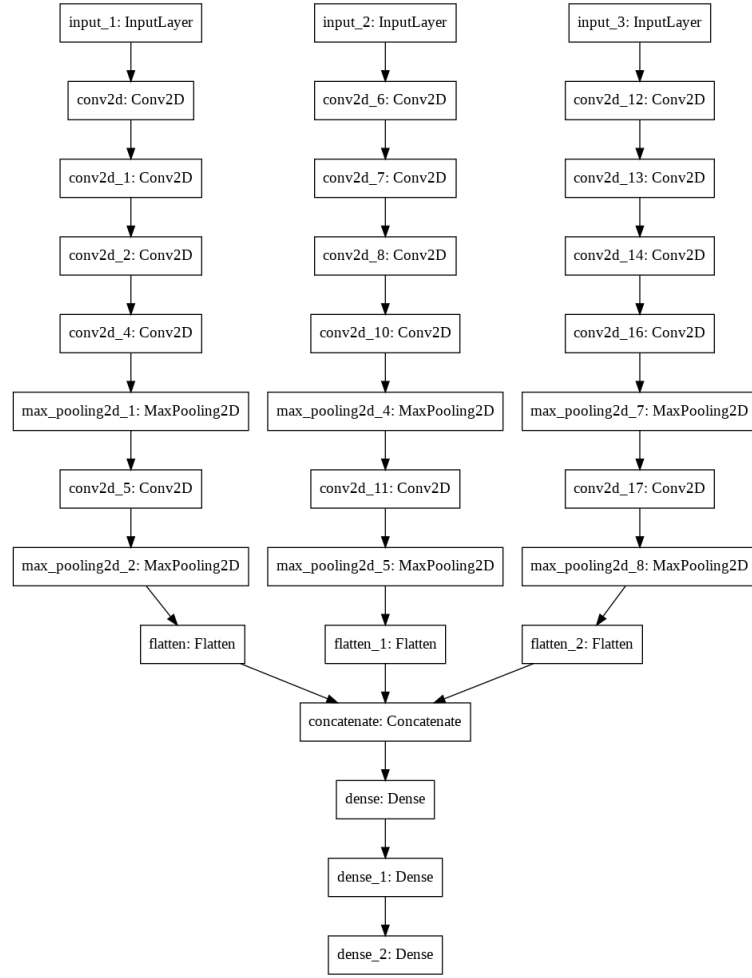 input_1: InputLayer
input_2: InputLayer
input_3: InputLayer
conv2d: Conv2D
conv2d_6: Conv2D
conv2d_12: Conv2D
conv2d_1: Conv2D
conv2d_7: Conv2D
conv2d_13: Conv2D
conv2d_2: Conv2D
conv2d_8: Conv2D
conv2d_14: Conv2D
conv2d_4: Conv2D
conv2d_10: Conv2D
conv2d_16: Conv2D
max_pooling2d_1: MaxPooling2D
max_pooling2d_4: MaxPooling2D
max_pooling2d_7: MaxPooling2D
conv2d_5: Conv2D
conv2d_11: Conv2D
conv2d_17: Conv2D
max_pooling2d_2: MaxPooling2D
max_pooling2d_5: MaxPooling2D
max_pooling2d_8: MaxPooling2D
flatten: Flatten
flatten_1: Flatten
flatten_2: Flatten
concatenate: Concatenate
dense: Dense
dense_1: Dense
dense_2: Dense